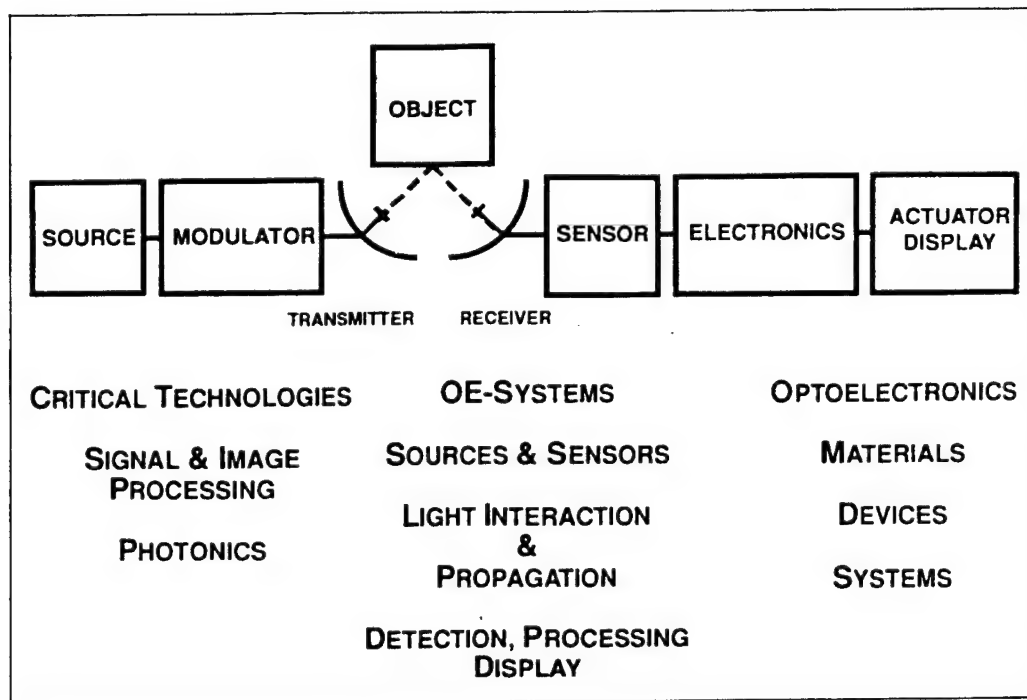 OBJECT
SOURCE
MODULATOR
SENSOR
ELECTRONICS
ACTUATOR
DISPLAY
TRANSMITTER
RECEIVER
CRITICAL TECHNOLOGIES
SIGNAL & IMAGE
PROCESSING
PHOTONICS
OE-SYSTEMS
SOURCES & SENSORS
LIGHT INTERACTION
&
PROPAGATION
DETECTION, PROCESSING
DISPLAY
OPTOELECTRONICS
MATERIALS
DEVICES
SYSTEMS